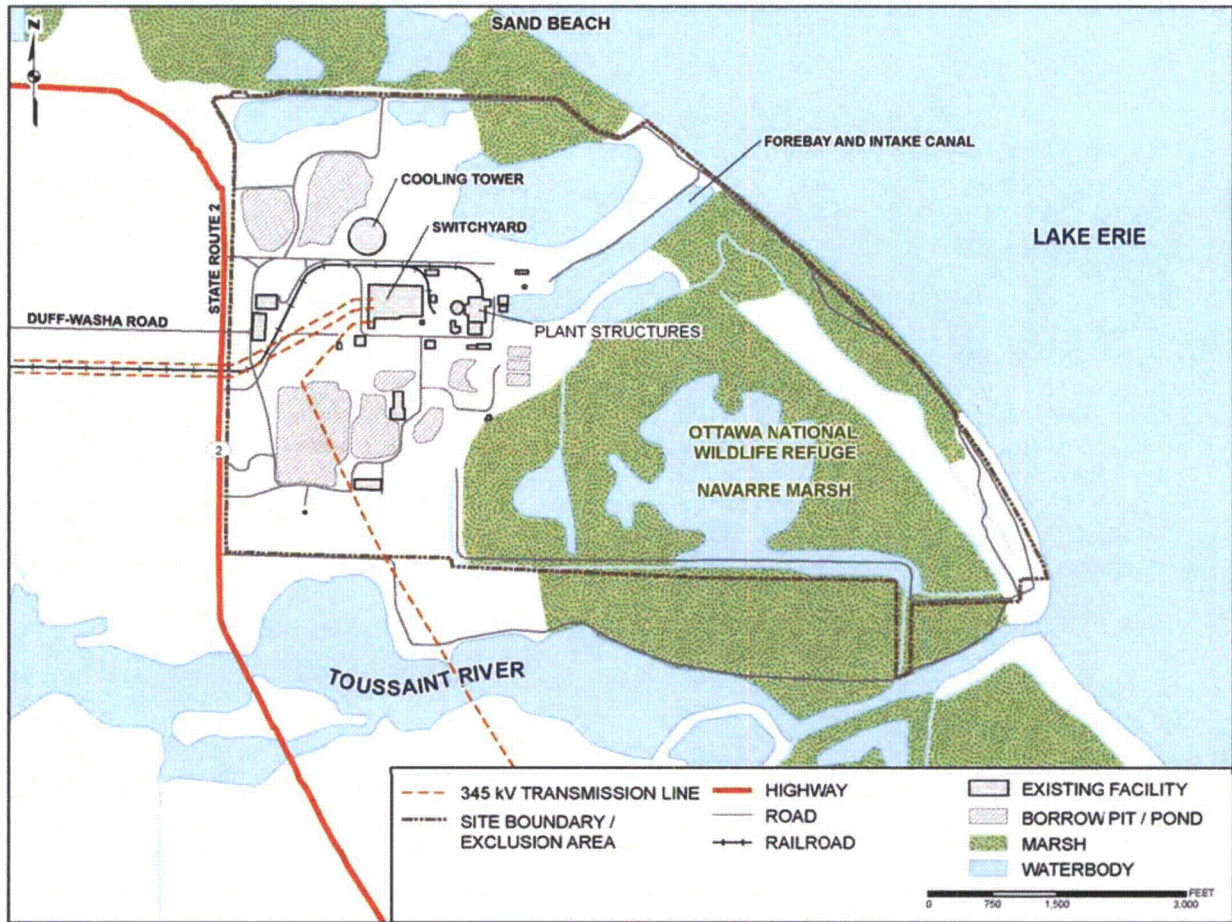 N
SAND BEACH
FOREBAY AND INTAKE CANAL
COOLING TOWER
STATE ROUTE 2
SWITCHYARD
LAKE ERIE
DUFF-WASHA ROAD
PLANT STRUCTURES
OTTAWA NATIONAL
WILDLIFE REFUGE
NAVARRE MARSH
2
TOUSSAINT RIVER
345 kV TRANSMISSION LINE
SITE BOUNDARY /
EXCLUSION AREA
HIGHWAY
ROAD
RAILROAD
EXISTING FACILITY
BORROW PIT / POND
MARSH
WATERBODY
FEET
0 750 1,500 3,000